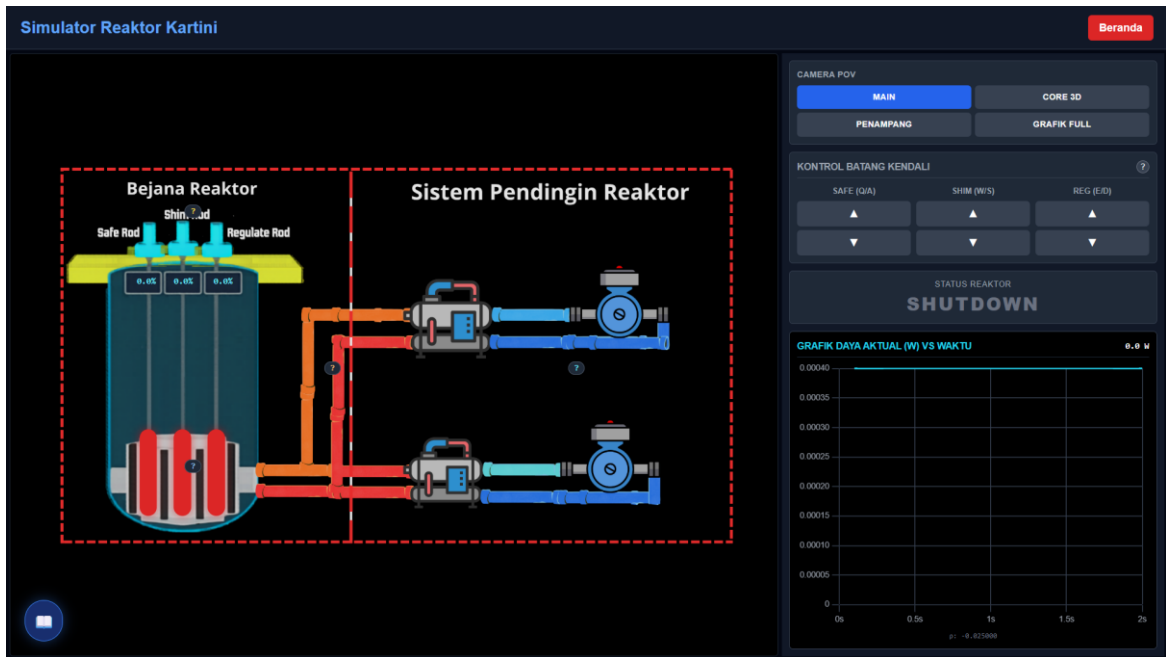 Simulator Reaktor Kartini
Beranda
Bejana Reaktor
Sistem Pendingin Reaktor
Safe Rod
Regulate Rod
?
0.0%
0.0%
0.0%
?
?
?
CAMERA POV
MAIN
CORE 3D
PENAMPANG
GRAFIK FULL
KONTROL BATANG KENDALI
?
SAFE (Q/A)
SHIM (W/S)
REG (E/D)
▲
▲
▲
▼
▼
▼
STATUS REAKTOR
SHUTDOWN
GRAFIK DAYA AKTUAL (W) VS WAKTU
0.0 W
0.00040
0.00035
0.00030
0.00025
0.00020
0.00015
0.00010
0.00005
0
0s
0.5s
1s
1.5s
2s
ρ: -0.025000